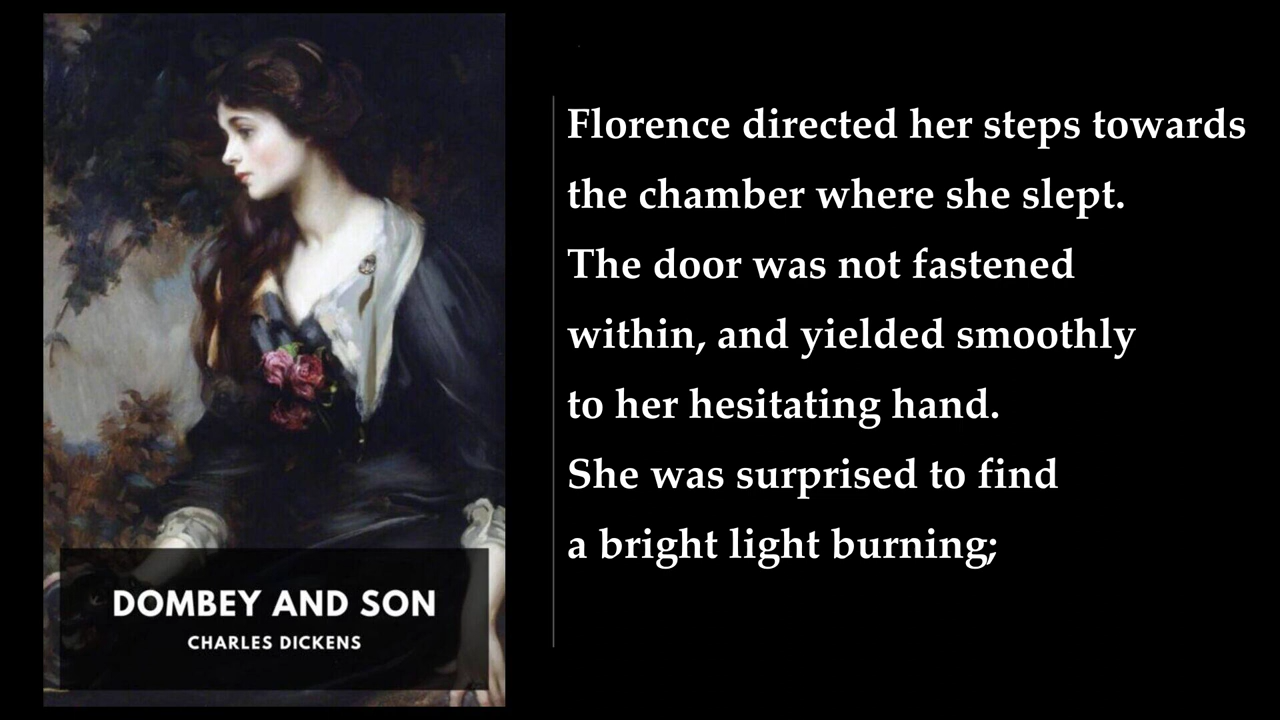 DOMBEY AND SON
CHARLES DICKENS
Florence directed her steps towards
the chamber where she slept.
The door was not fastened
within, and yielded smoothly
to her hesitating hand.
She was surprised to find
a bright light burning;